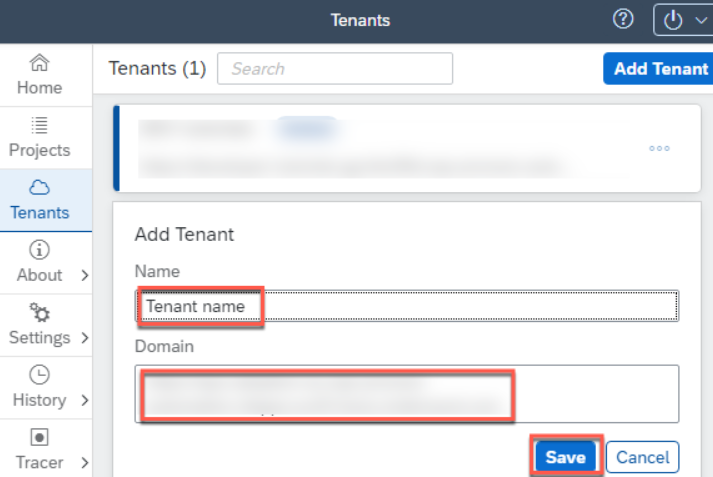 Tenants
Home
Projects
Tenants
About
Settings
History
Tracer
Tenants (1)
Search
Add Tenant
Add Tenant
Name
Tenant name
Domain
Save
Cancel